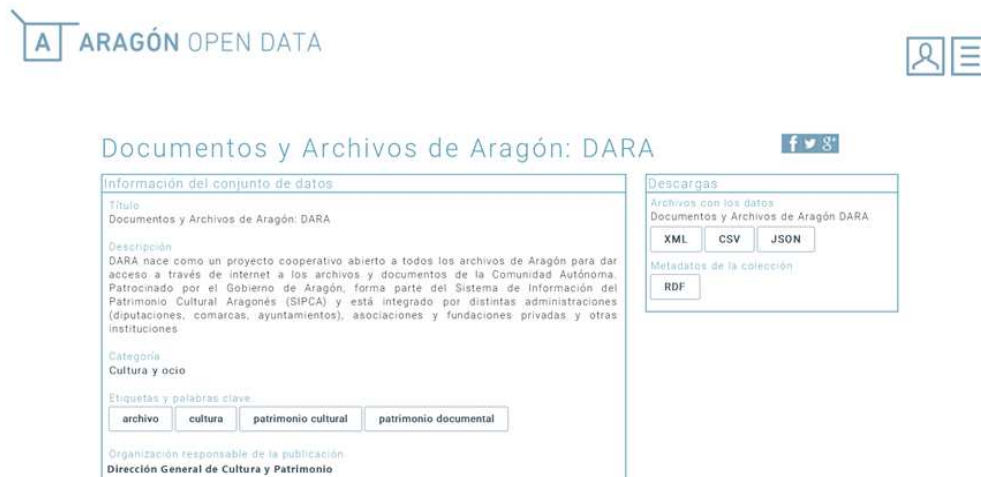 A ARAGÓN OPEN DATA
Documentos y Archivos de Aragón: DARA
Información del conjunto de datos
Título
Documentos y Archivos de Aragón: DARA
Descripción
DARA nace como un proyecto cooperativo abierto a todos los archivos de Aragón para dar
acceso a través de internet a los archivos y documentos de la Comunidad Autónoma.
Patrocinado por el Gobierno de Aragón, forma parte del Sistema de Información del
Patrimonio Cultural Aragonés (SIPCA) y está integrado por distintas administraciones
(diputaciones, comarcas, ayuntamientos), asociaciones y fundaciones privadas y otras
instituciones
Categoría
Cultura y ocio
Etiquetas y palabras clave
archivo cultura patrimonio cultural patrimonio documental
Organización responsable de la publicación
Dirección General de Cultura y Patrimonio
f g+
Descargas
Archivos con los datos
Documentos y Archivos de Aragón DARA
XML CSV JSON
Metadatos de la colección
RDF